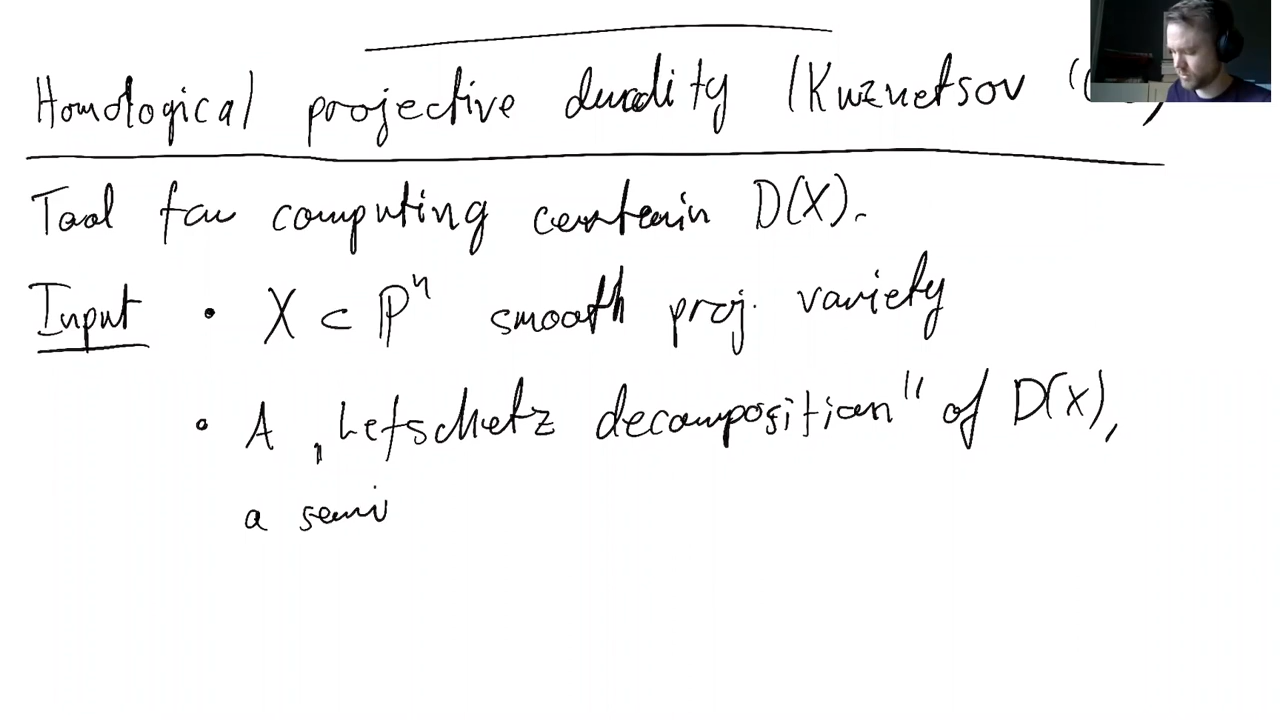 Homological projective duality (Kuznetsov
Tool for computing certain D(X).
Input • X ⊂ ℙⁿ smooth proj. variety
• A „Lefschetz decomposition" of D(X),
a semi